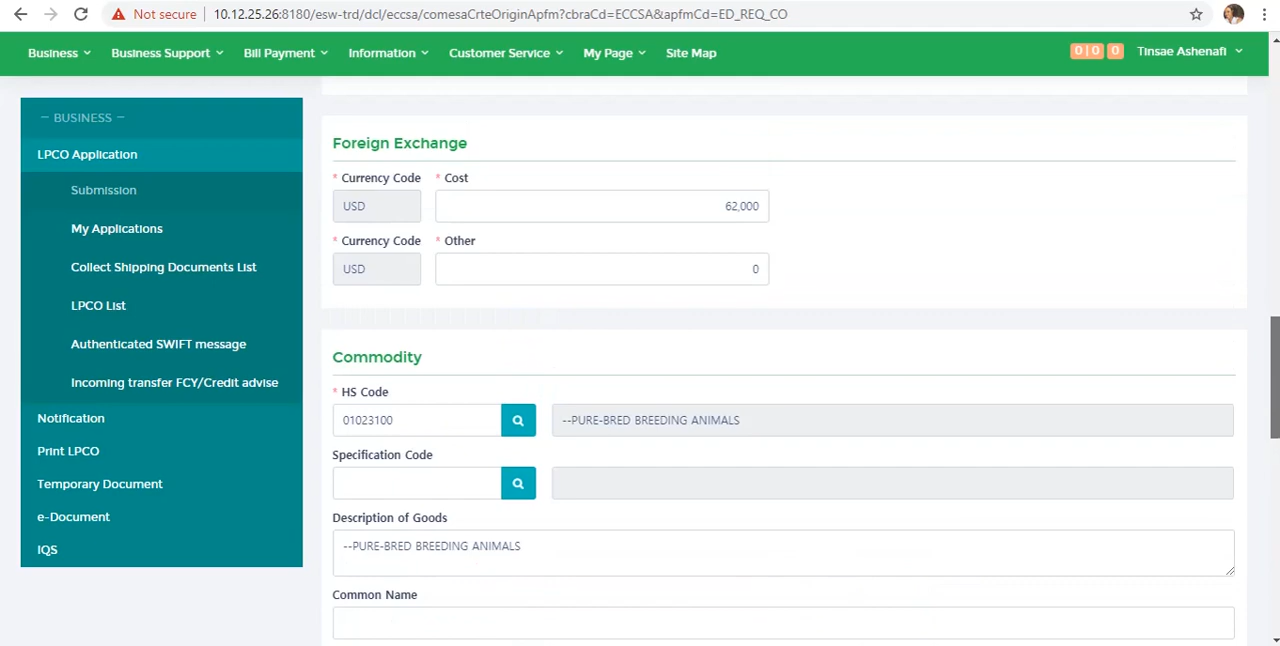 Not secure | 10.12.25.26:8180/esw-trd/dcl/eccsa/comesaCrteOriginApfm?cbraCd=ECCSA&apfmCd=ED_REQ_CO
Business Business Support Bill Payment Information Customer Service My Page Site Map 0|0 0 Tinsae Ashenafi
— BUSINESS —
LPCO Application
Submission
My Applications
Collect Shipping Documents List
LPCO List
Authenticated SWIFT message
Incoming transfer FCY/Credit advise
Notification
Print LPCO
Temporary Document
e-Document
IQS
Foreign Exchange
* Currency Code * Cost
USD 62,000
* Currency Code * Other
USD 0
Commodity
* HS Code
01023100 --PURE-BRED BREEDING ANIMALS
Specification Code
Description of Goods
--PURE-BRED BREEDING ANIMALS
Common Name